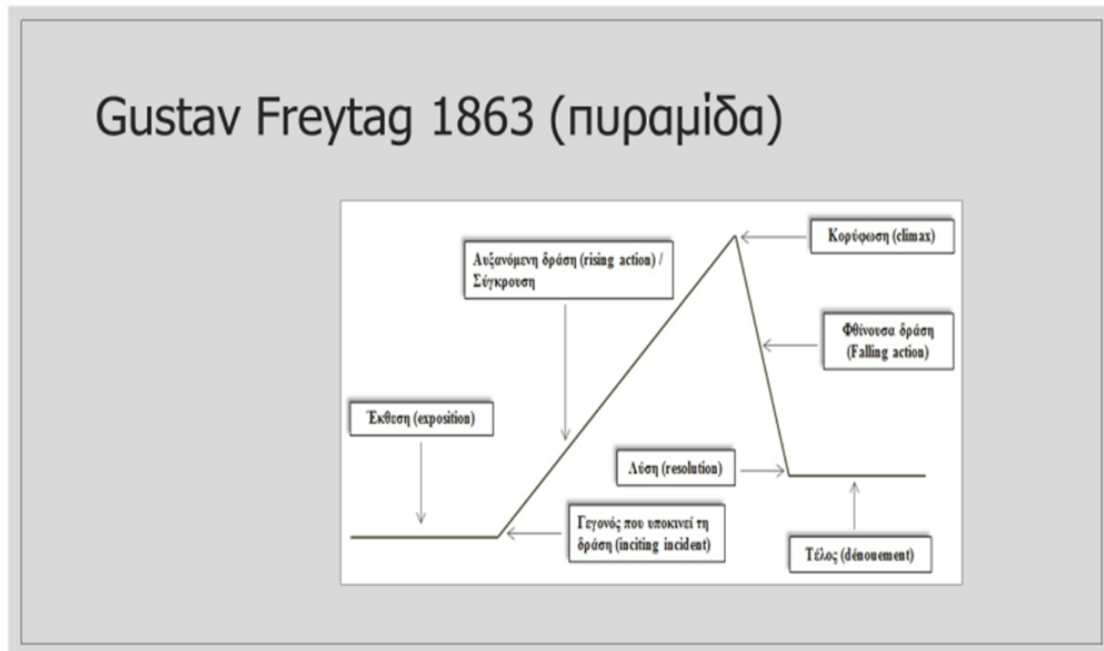 Gustav Freytag 1863 (πυραμίδα)
Κορύφωση (climax)
Αυξανόμενη δράση (rising action) /
Σύγκρουση
Φθίνουσα δράση
(Falling action)
Έκθεση (exposition)
Λύση (resolution)
Γεγονός που υποκινεί τη
δράση (inciting incident)
Τέλος (dénouement)